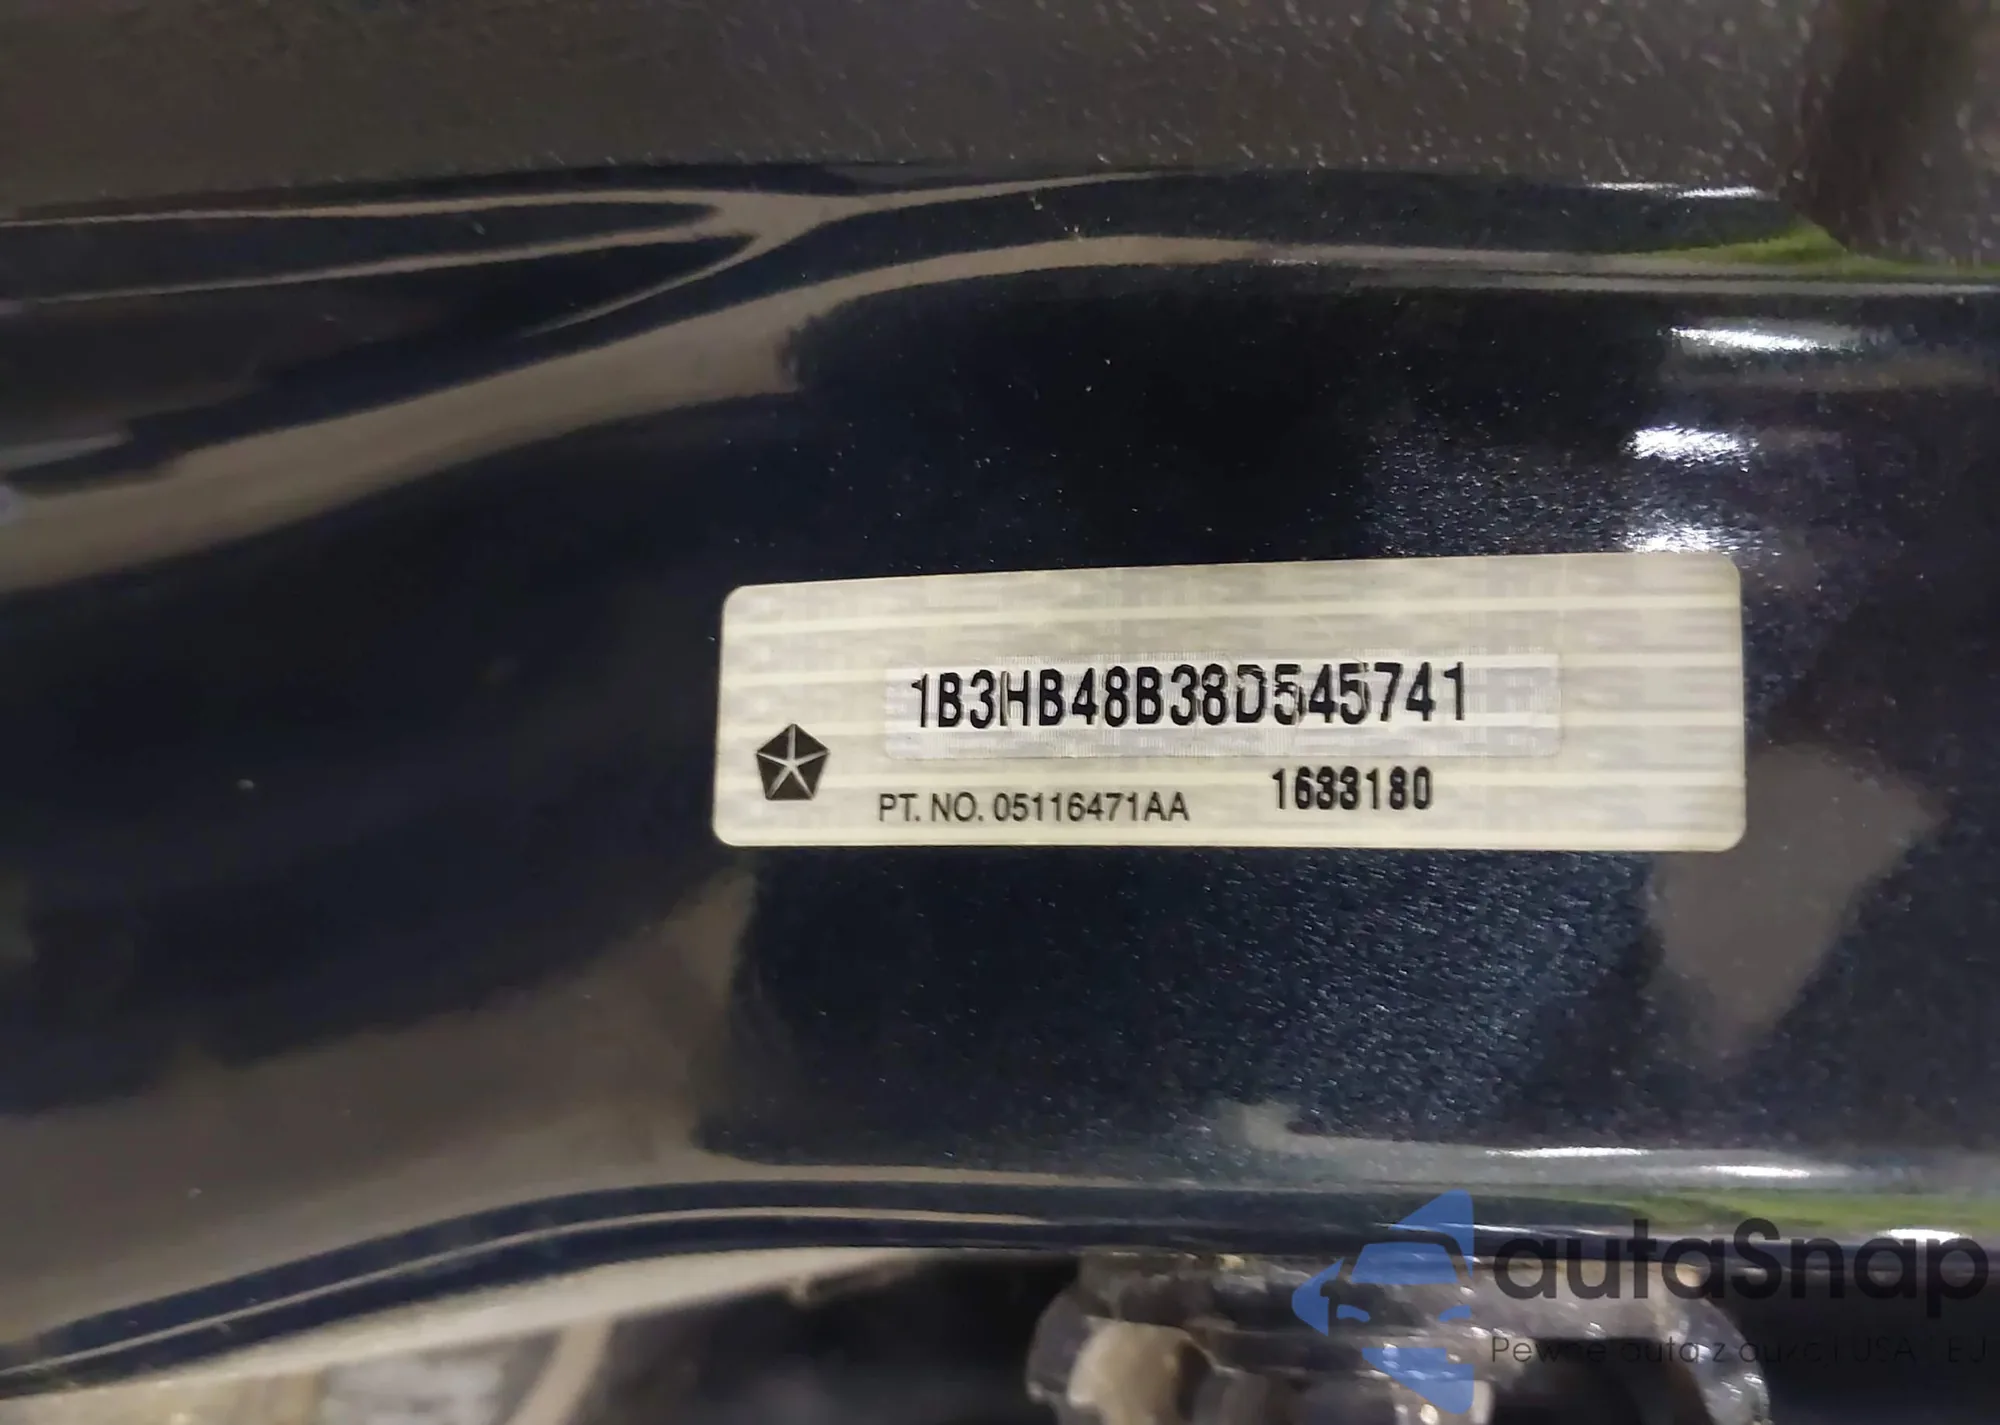 1B3HB48B38D545741
PT. NO. 05116471AA
1633180
autaSnap